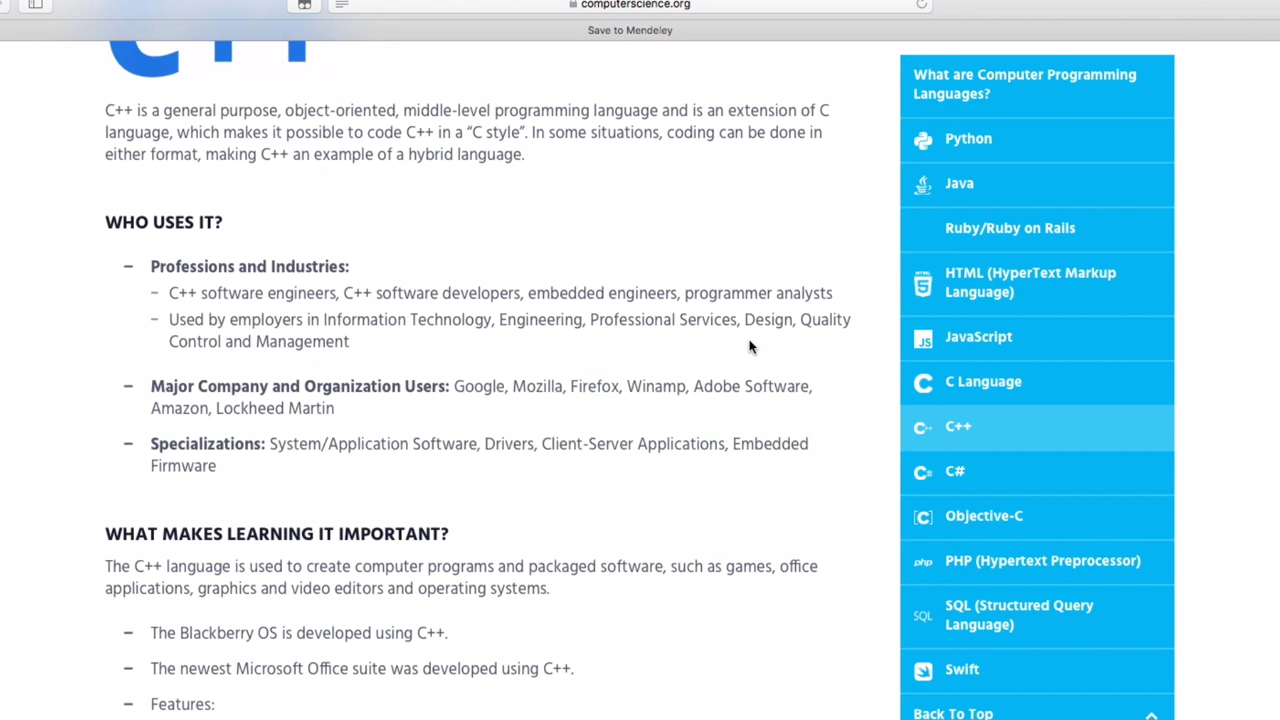 computerscience.org
Save to Mendeley
C++
C++ is a general purpose, object-oriented, middle-level programming language and is an extension of C
language, which makes it possible to code C++ in a “C style”. In some situations, coding can be done in
either format, making C++ an example of a hybrid language.
WHO USES IT?
– Professions and Industries:
– C++ software engineers, C++ software developers, embedded engineers, programmer analysts
– Used by employers in Information Technology, Engineering, Professional Services, Design, Quality
Control and Management
– Major Company and Organization Users: Google, Mozilla, Firefox, Winamp, Adobe Software,
Amazon, Lockheed Martin
– Specializations: System/Application Software, Drivers, Client-Server Applications, Embedded
Firmware
WHAT MAKES LEARNING IT IMPORTANT?
The C++ language is used to create computer programs and packaged software, such as games, office
applications, graphics and video editors and operating systems.
– The Blackberry OS is developed using C++.
– The newest Microsoft Office suite was developed using C++.
– Features:
What are Computer Programming
Languages?
Python
Java
Ruby/Ruby on Rails
HTML (HyperText Markup
Language)
JS JavaScript
C C Language
C++ C++
C# C#
[C] Objective-C
php PHP (Hypertext Preprocessor)
SQL SQL (Structured Query
Language)
Swift
Back To Top